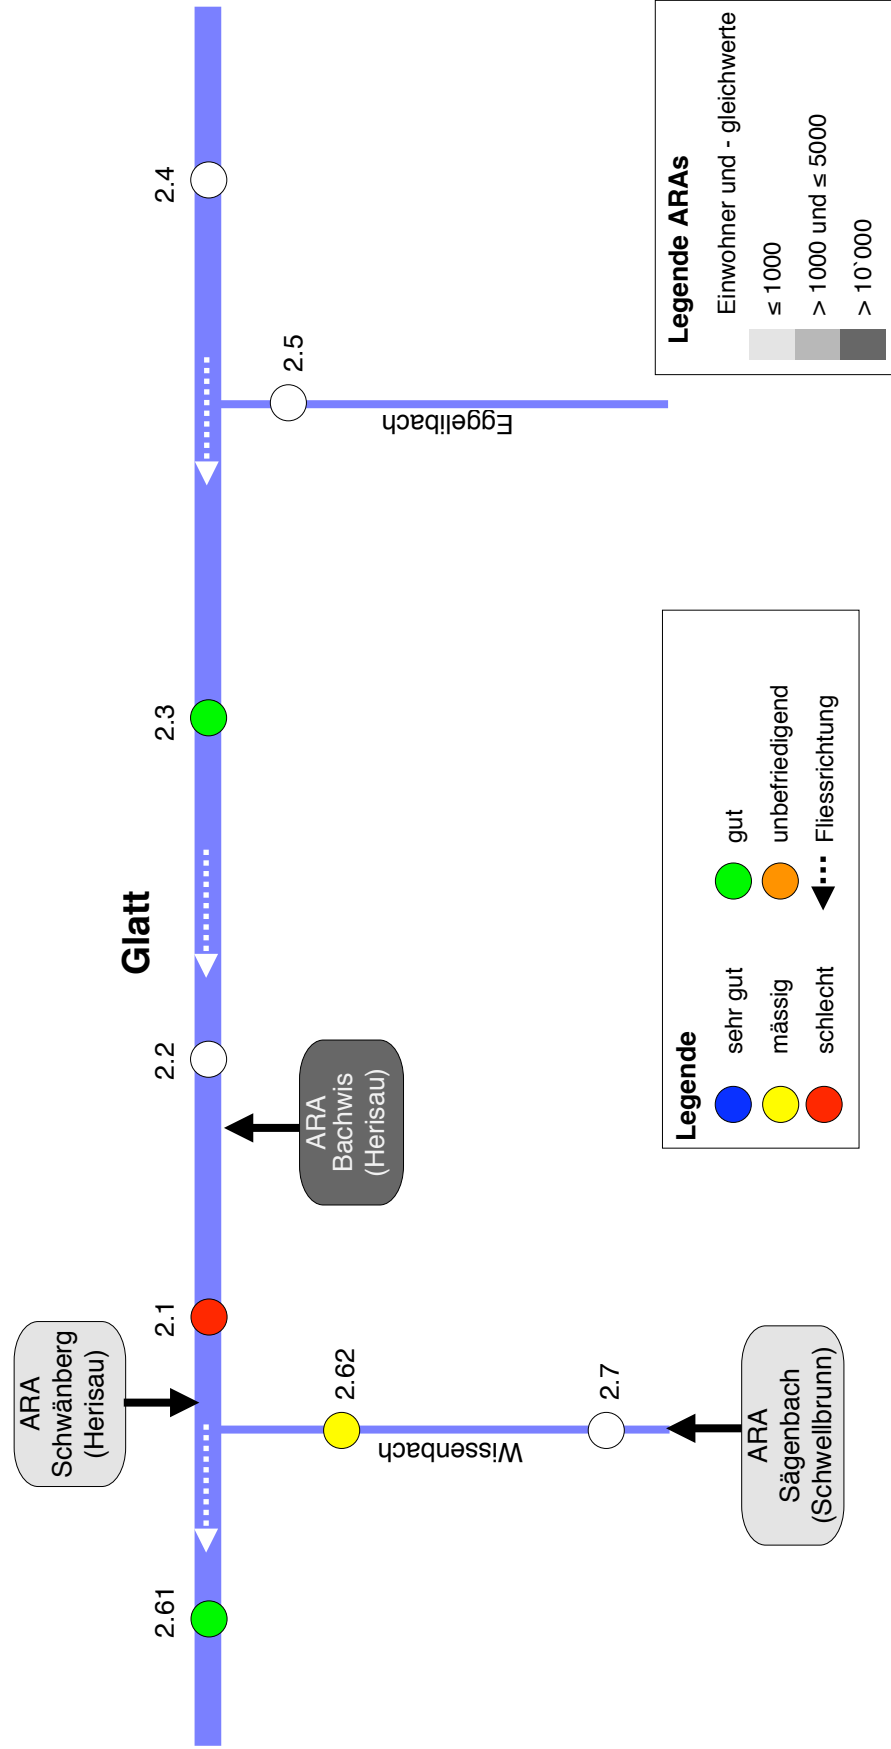 Glatt
2.61
2.1
2.2
2.3
2.4
2.5
2.62
2.7
ARA
Schwänberg
(Herisau)
ARA
Bachwis
(Herisau)
ARA
Sägenbach
(Schwellbrunn)
Wissenbach
Eggelibach
Legende
sehr gut
gut
mässig
unbefriedigend
schlecht
Fliessrichtung
Legende ARAs
Einwohner und - gleichwerte
≤ 1000
> 1000 und ≤ 5000
> 10`000